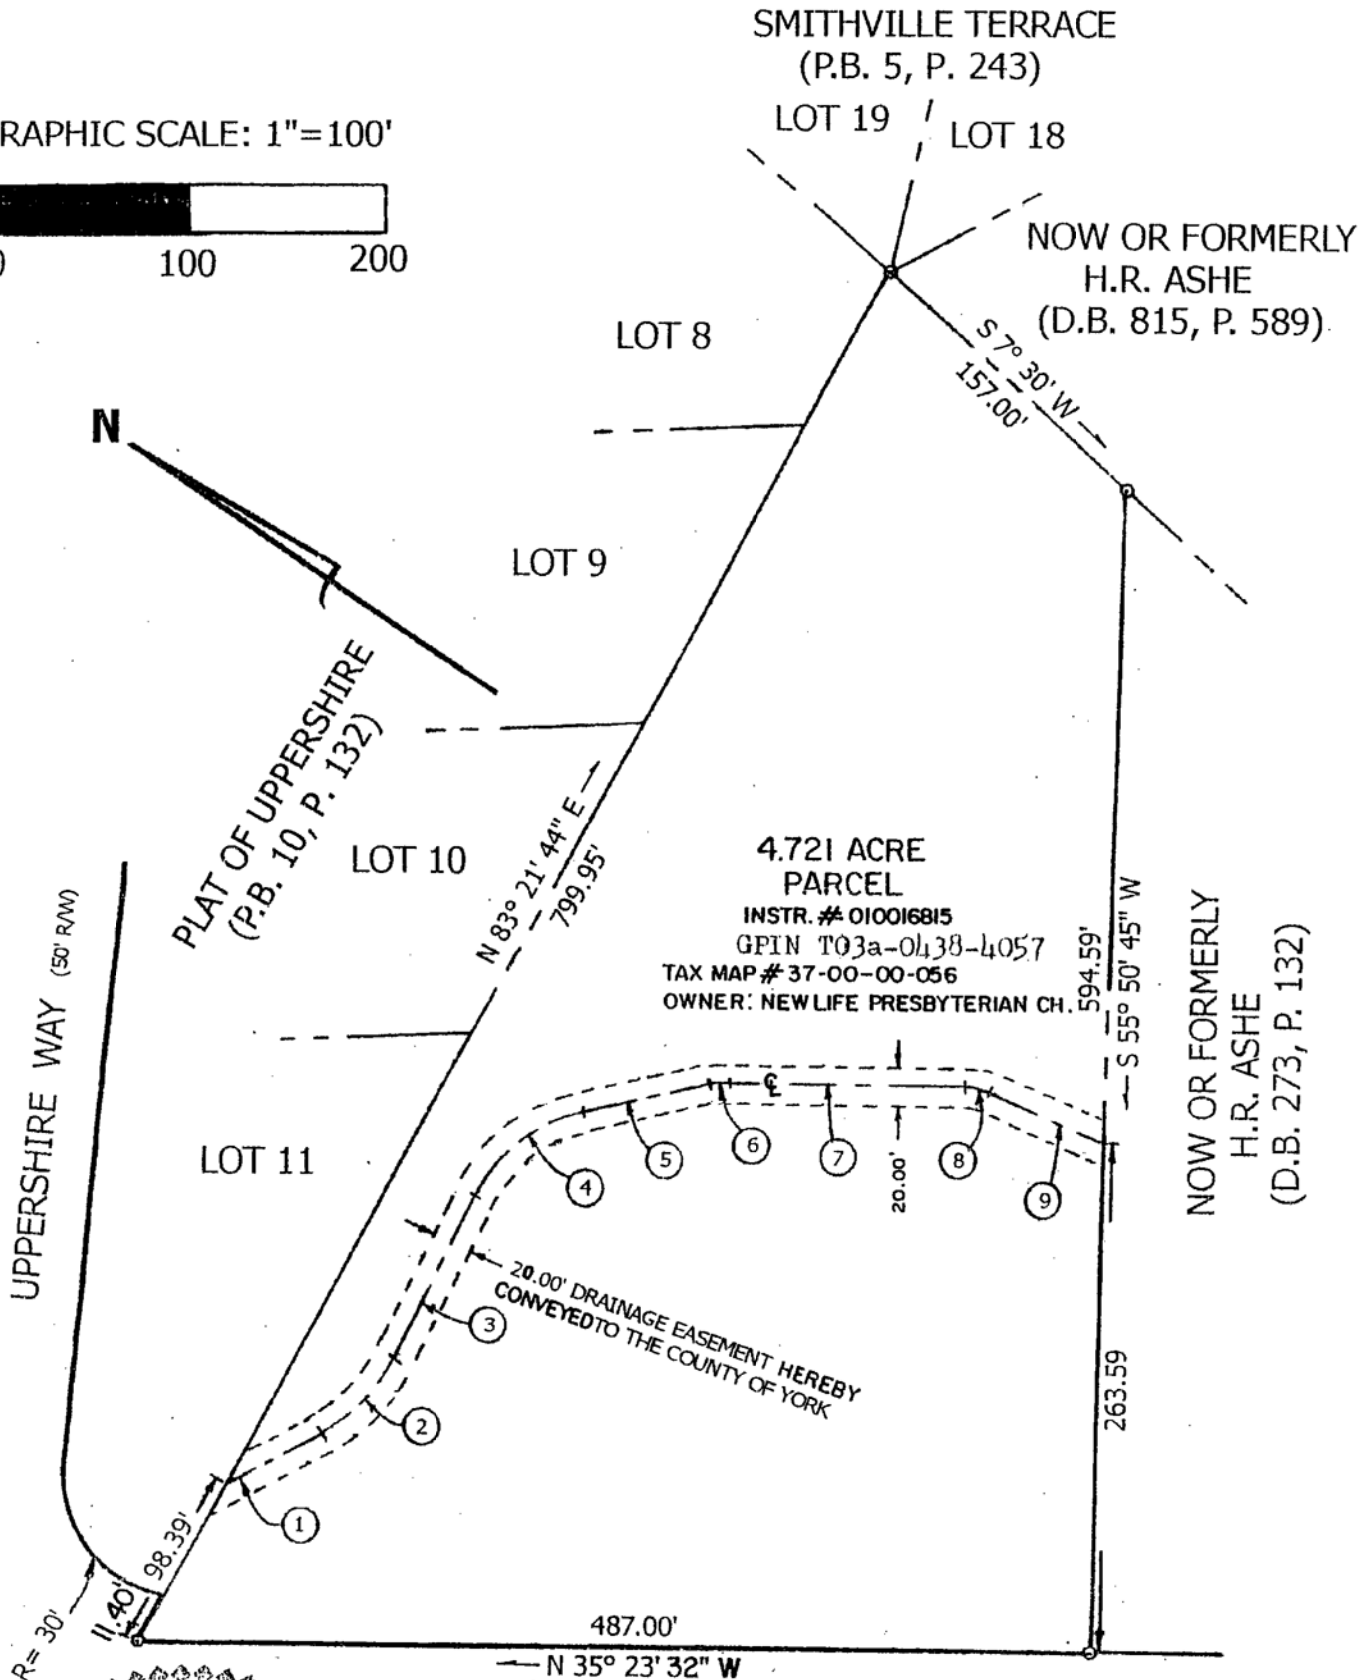 SMITHVILLE TERRACE
(P.B. 5, P. 243)
LOT 19
LOT 18
RAPHIC SCALE: 1"=100'
100
200
NOW OR FORMERLY
H.R. ASHE
(D.B. 815, P. 589)
S 7° 30' W
157.00'
LOT 8
N
LOT 9
PLAT OF UPPERSHIRE
(P.B. 10, P. 132)
LOT 10
N 83° 21' 44" E
799.95'
4.721 ACRE
PARCEL
INSTR. # 010016815
GPIN T03a-0438-4057
TAX MAP # 37-00-00-056
OWNER: NEW LIFE PRESBYTERIAN CH.
594.59'
S 55° 50' 45" W
NOW OR FORMERLY
H.R. ASHE
(D.B. 273, P. 132)
UPPERSHIRE WAY (50' R/W)
LOT 11
℄
20.00'
1
2
3
4
5
6
7
8
9
20.00' DRAINAGE EASEMENT HEREBY
CONVEYED TO THE COUNTY OF YORK
263.59
98.39'
11.40'
R= 30'
487.00'
N 35° 23' 32" W